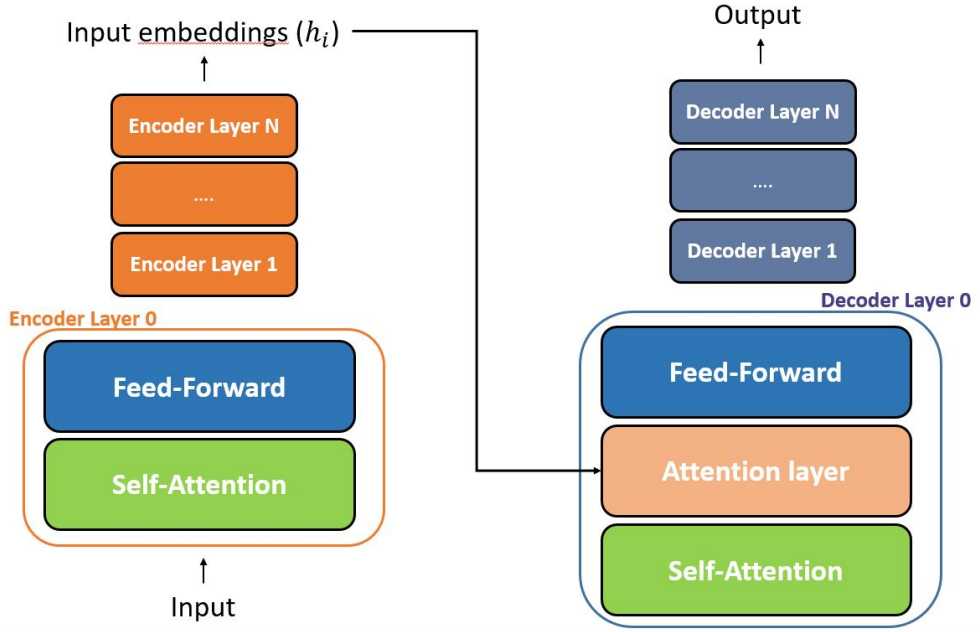 Input embeddings (hᵢ)
Encoder Layer N
....
Encoder Layer 1
Encoder Layer 0
Feed-Forward
Self-Attention
Input
Output
Decoder Layer N
....
Decoder Layer 1
Decoder Layer 0
Feed-Forward
Attention layer
Self-Attention